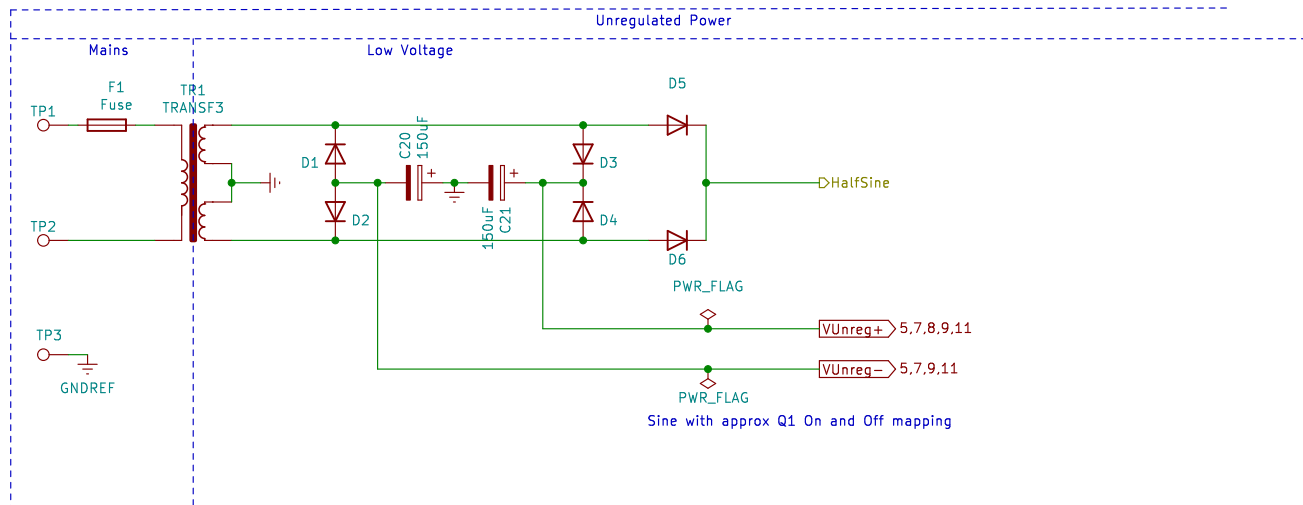 Unregulated Power
Mains
Low Voltage
F1
Fuse
TR1
TRANSF3
TP1
TP2
TP3
GNDREF
D1
D2
C20
150uF
+
150uF
C21
+
D3
D4
D5
D6
HalfSine
PWR_FLAG
VUnreg+ 5,7,8,9,11
VUnreg- 5,7,9,11
PWR_FLAG
Sine with approx Q1 On and Off mapping